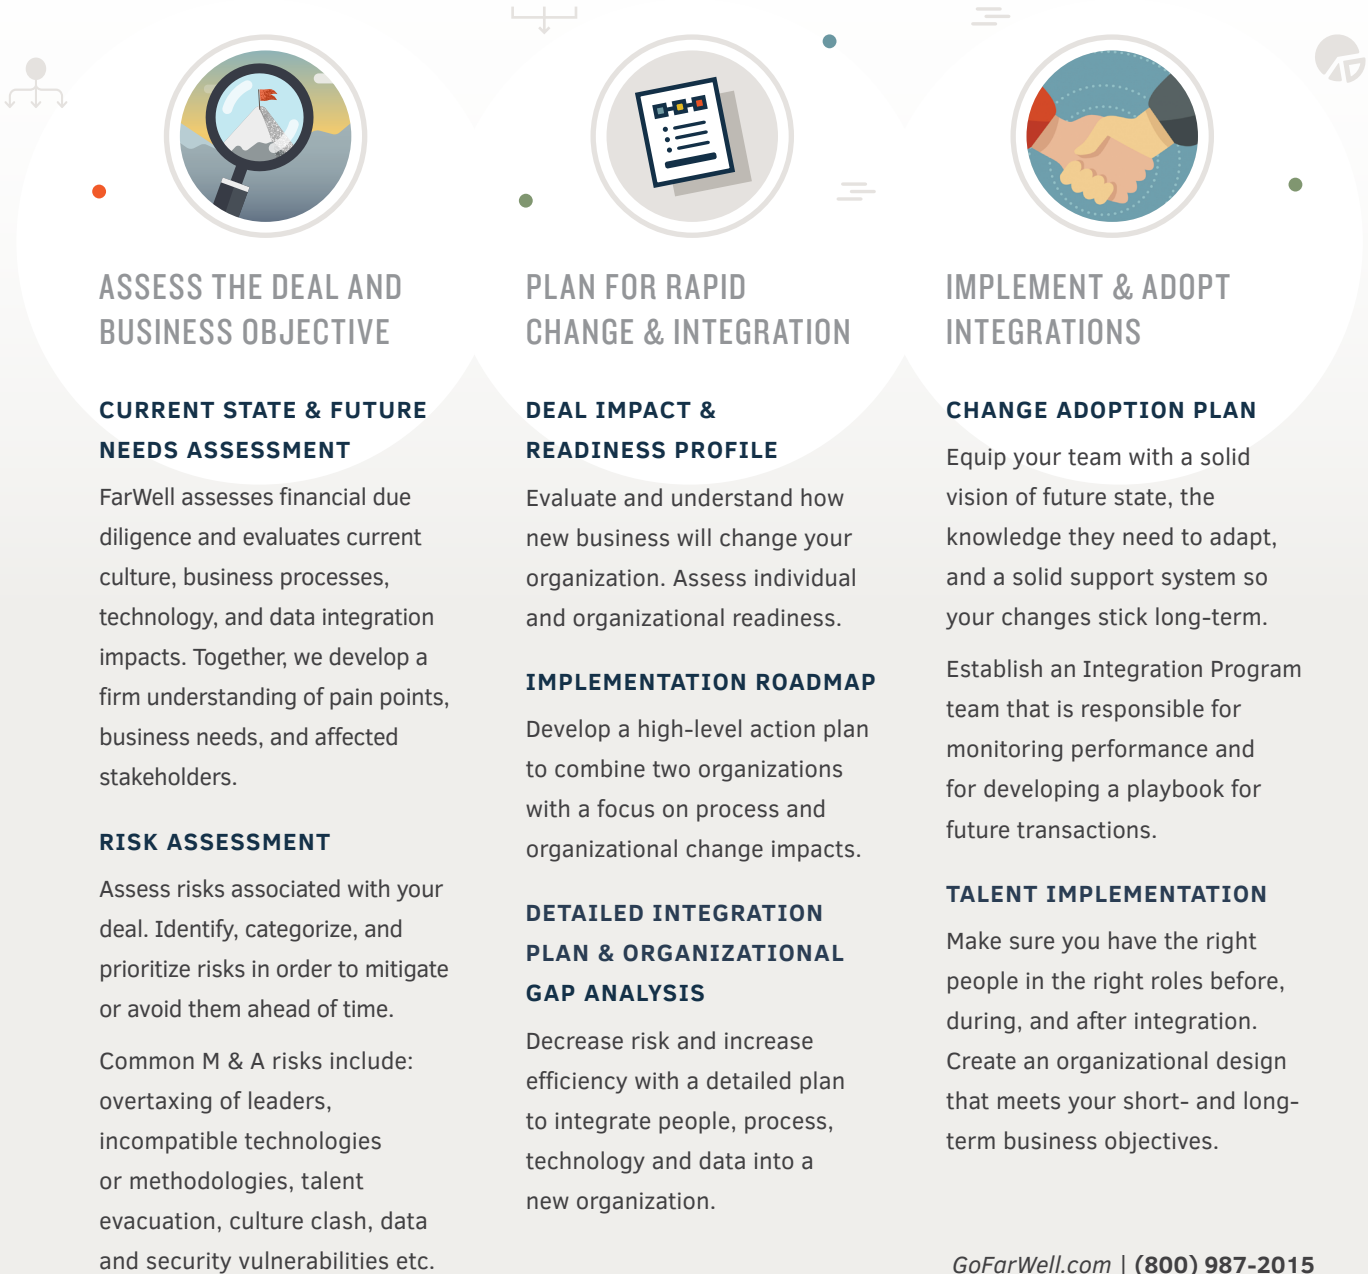 ASSESS THE DEAL AND
BUSINESS OBJECTIVE
CURRENT STATE & FUTURE
NEEDS ASSESSMENT
FarWell assesses financial due
diligence and evaluates current
culture, business processes,
technology, and data integration
impacts. Together, we develop a
firm understanding of pain points,
business needs, and affected
stakeholders.
RISK ASSESSMENT
Assess risks associated with your
deal. Identify, categorize, and
prioritize risks in order to mitigate
or avoid them ahead of time.
Common M & A risks include:
overtaxing of leaders,
incompatible technologies
or methodologies, talent
evacuation, culture clash, data
and security vulnerabilities etc.
PLAN FOR RAPID
CHANGE & INTEGRATION
DEAL IMPACT &
READINESS PROFILE
Evaluate and understand how
new business will change your
organization. Assess individual
and organizational readiness.
IMPLEMENTATION ROADMAP
Develop a high-level action plan
to combine two organizations
with a focus on process and
organizational change impacts.
DETAILED INTEGRATION
PLAN & ORGANIZATIONAL
GAP ANALYSIS
Decrease risk and increase
efficiency with a detailed plan
to integrate people, process,
technology and data into a
new organization.
IMPLEMENT & ADOPT
INTEGRATIONS
CHANGE ADOPTION PLAN
Equip your team with a solid
vision of future state, the
knowledge they need to adapt,
and a solid support system so
your changes stick long-term.
Establish an Integration Program
team that is responsible for
monitoring performance and
for developing a playbook for
future transactions.
TALENT IMPLEMENTATION
Make sure you have the right
people in the right roles before,
during, and after integration.
Create an organizational design
that meets your short- and long-
term business objectives.
GoFarWell.com | (800) 987-2015